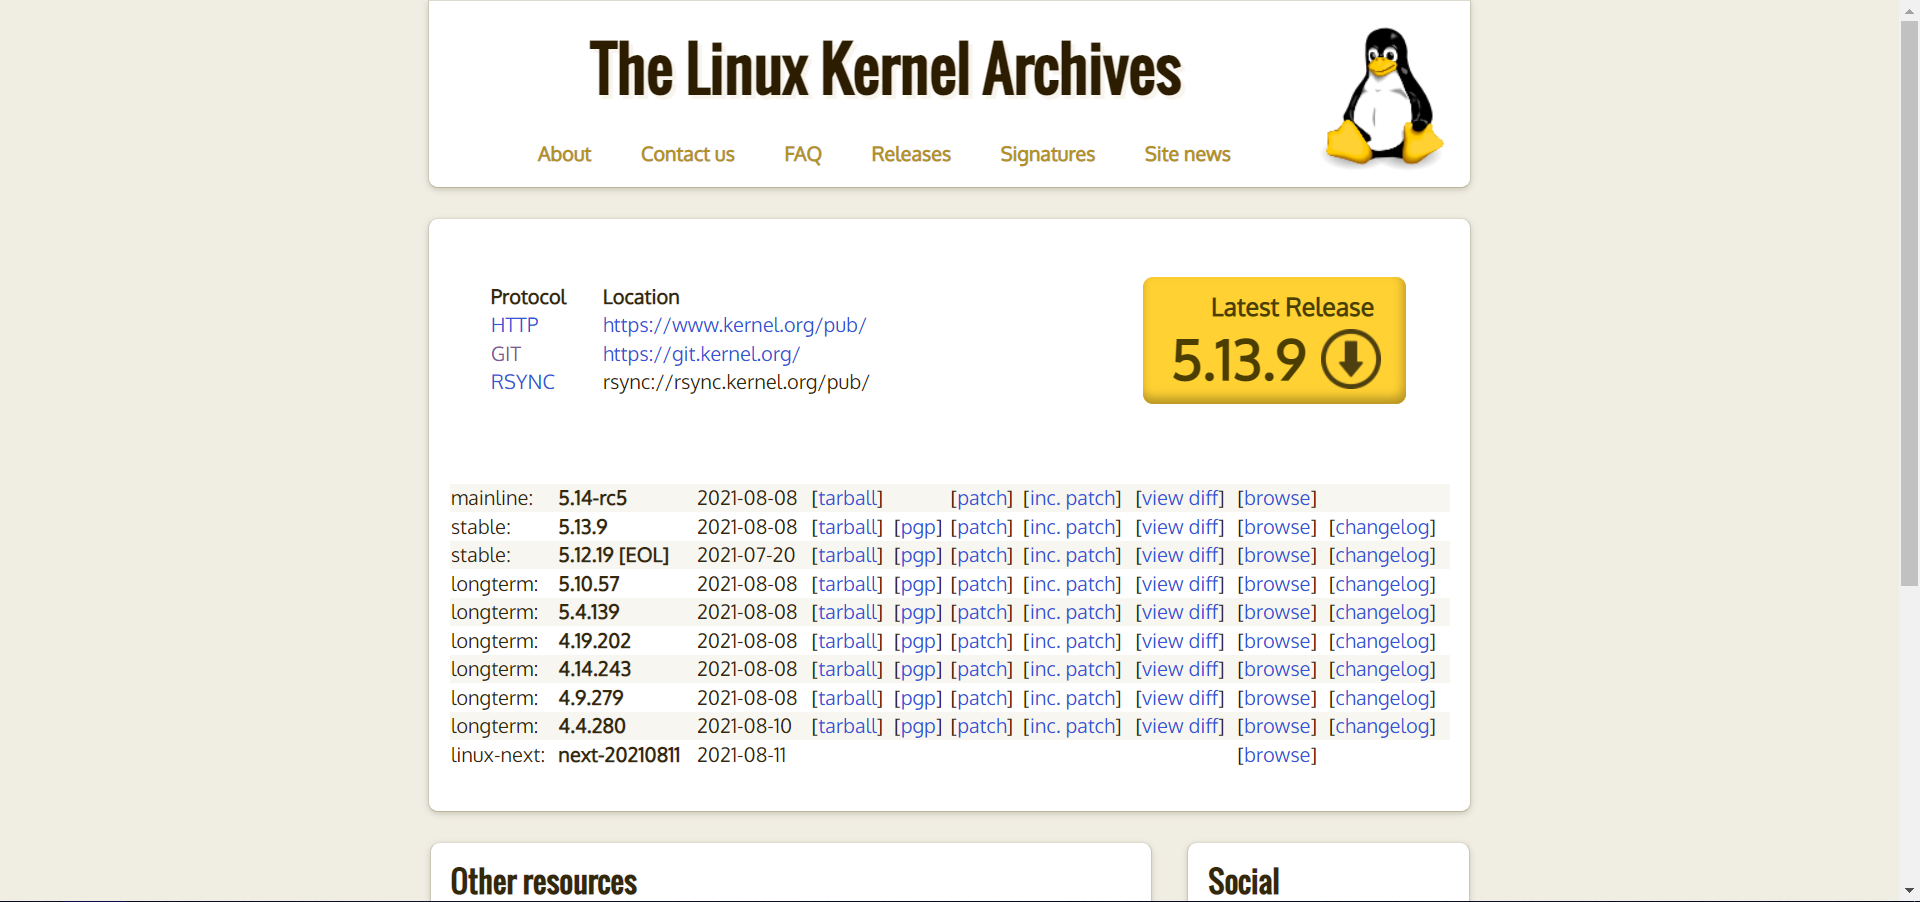 The Linux Kernel Archives
About Contact us FAQ Releases Signatures Site news
Protocol Location
HTTP https://www.kernel.org/pub/
GIT https://git.kernel.org/
RSYNC rsync://rsync.kernel.org/pub/
Latest Release
5.13.9
mainline: 5.14-rc5 2021-08-08 [tarball] [patch] [inc. patch] [view diff] [browse]
stable: 5.13.9 2021-08-08 [tarball] [pgp] [patch] [inc. patch] [view diff] [browse] [changelog]
stable: 5.12.19 [EOL] 2021-07-20 [tarball] [pgp] [patch] [inc. patch] [view diff] [browse] [changelog]
longterm: 5.10.57 2021-08-08 [tarball] [pgp] [patch] [inc. patch] [view diff] [browse] [changelog]
longterm: 5.4.139 2021-08-08 [tarball] [pgp] [patch] [inc. patch] [view diff] [browse] [changelog]
longterm: 4.19.202 2021-08-08 [tarball] [pgp] [patch] [inc. patch] [view diff] [browse] [changelog]
longterm: 4.14.243 2021-08-08 [tarball] [pgp] [patch] [inc. patch] [view diff] [browse] [changelog]
longterm: 4.9.279 2021-08-08 [tarball] [pgp] [patch] [inc. patch] [view diff] [browse] [changelog]
longterm: 4.4.280 2021-08-10 [tarball] [pgp] [patch] [inc. patch] [view diff] [browse] [changelog]
linux-next: next-20210811 2021-08-11 [browse]
Other resources
Social